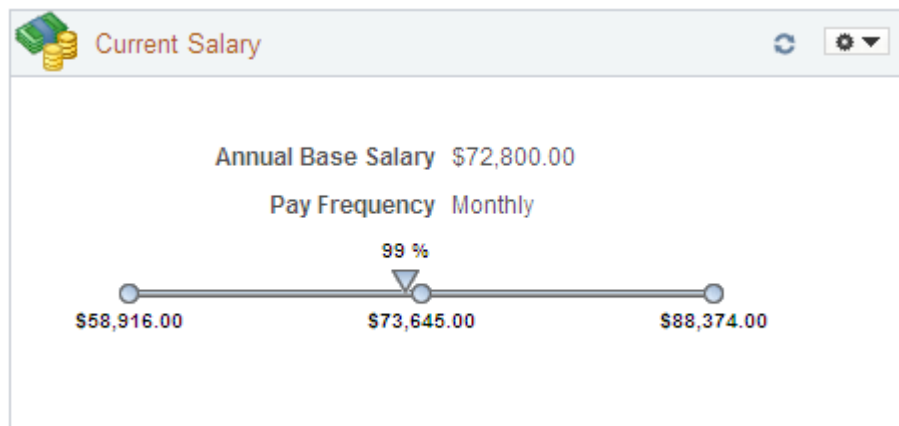 Current Salary
Annual Base Salary $72,800.00
Pay Frequency Monthly
99 %
$58,916.00 $73,645.00 $88,374.00